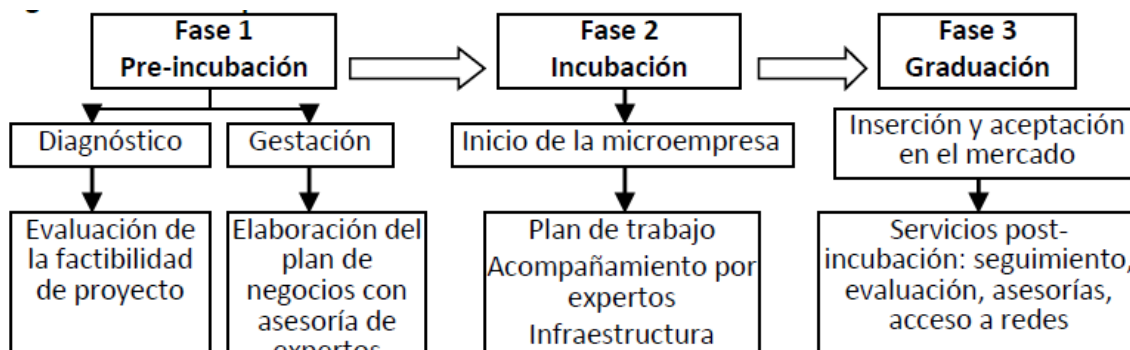 Fase 1
Pre-incubación
Fase 2
Incubación
Fase 3
Graduación
Diagnóstico
Gestación
Inicio de la microempresa
Inserción y aceptación
en el mercado
Evaluación de
la factibilidad
de proyecto
Elaboración del
plan de
negocios con
asesoría de
expertos
Plan de trabajo
Acompañamiento por
expertos
Infraestructura
Servicios post-
incubación: seguimiento,
evaluación, asesorías,
acceso a redes